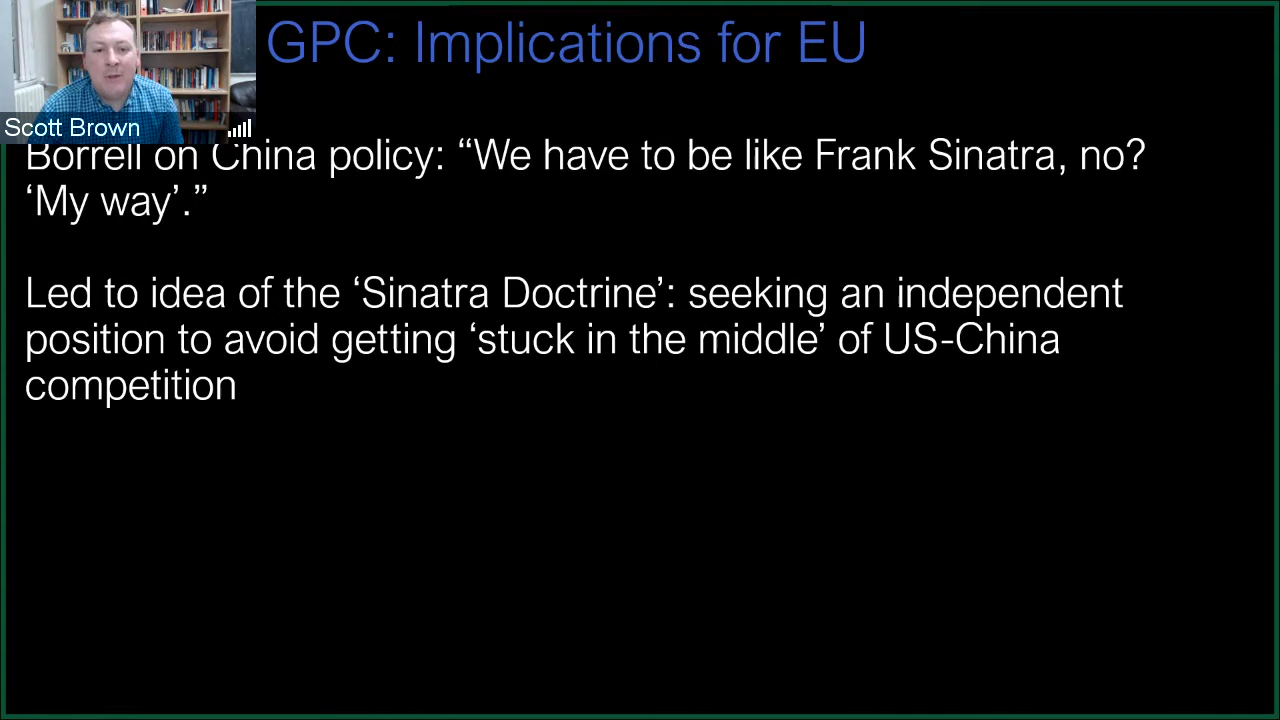 GPC: Implications for EU
Scott Brown
Borrell on China policy: “We have to be like Frank Sinatra, no?
‘My way’.”
Led to idea of the ‘Sinatra Doctrine’: seeking an independent
position to avoid getting ‘stuck in the middle’ of US-China
competition